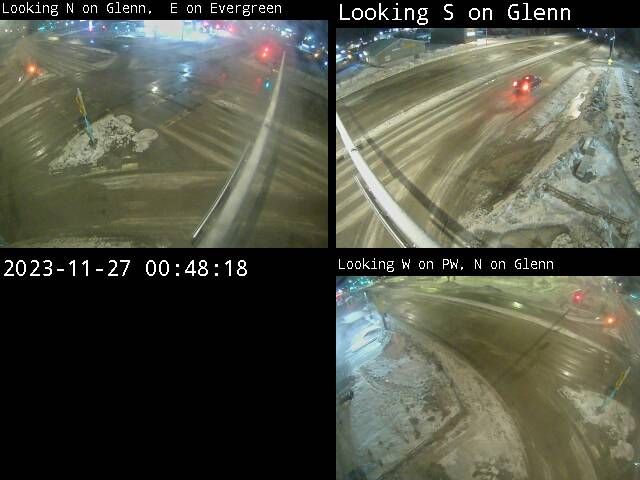 Looking N on Glenn, E on Evergreen
Looking S on Glenn
2023-11-27 00:48:18
Looking W on PW, N on Glenn